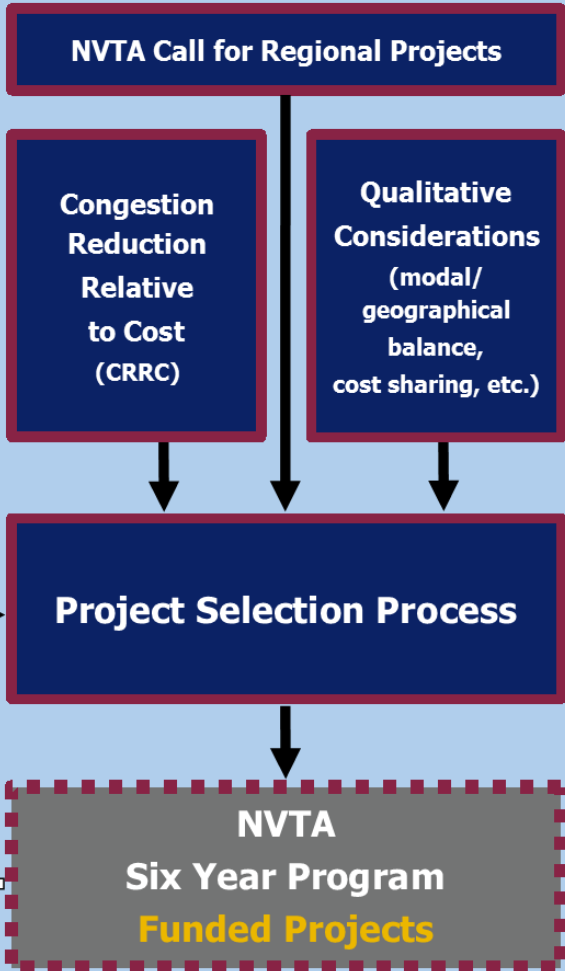 NVTA Call for Regional Projects
Congestion
Reduction
Relative
to Cost
(CRRC)
Qualitative
Considerations
(modal/
geographical
balance,
cost sharing, etc.)
Project Selection Process
NVTA
Six Year Program
Funded Projects